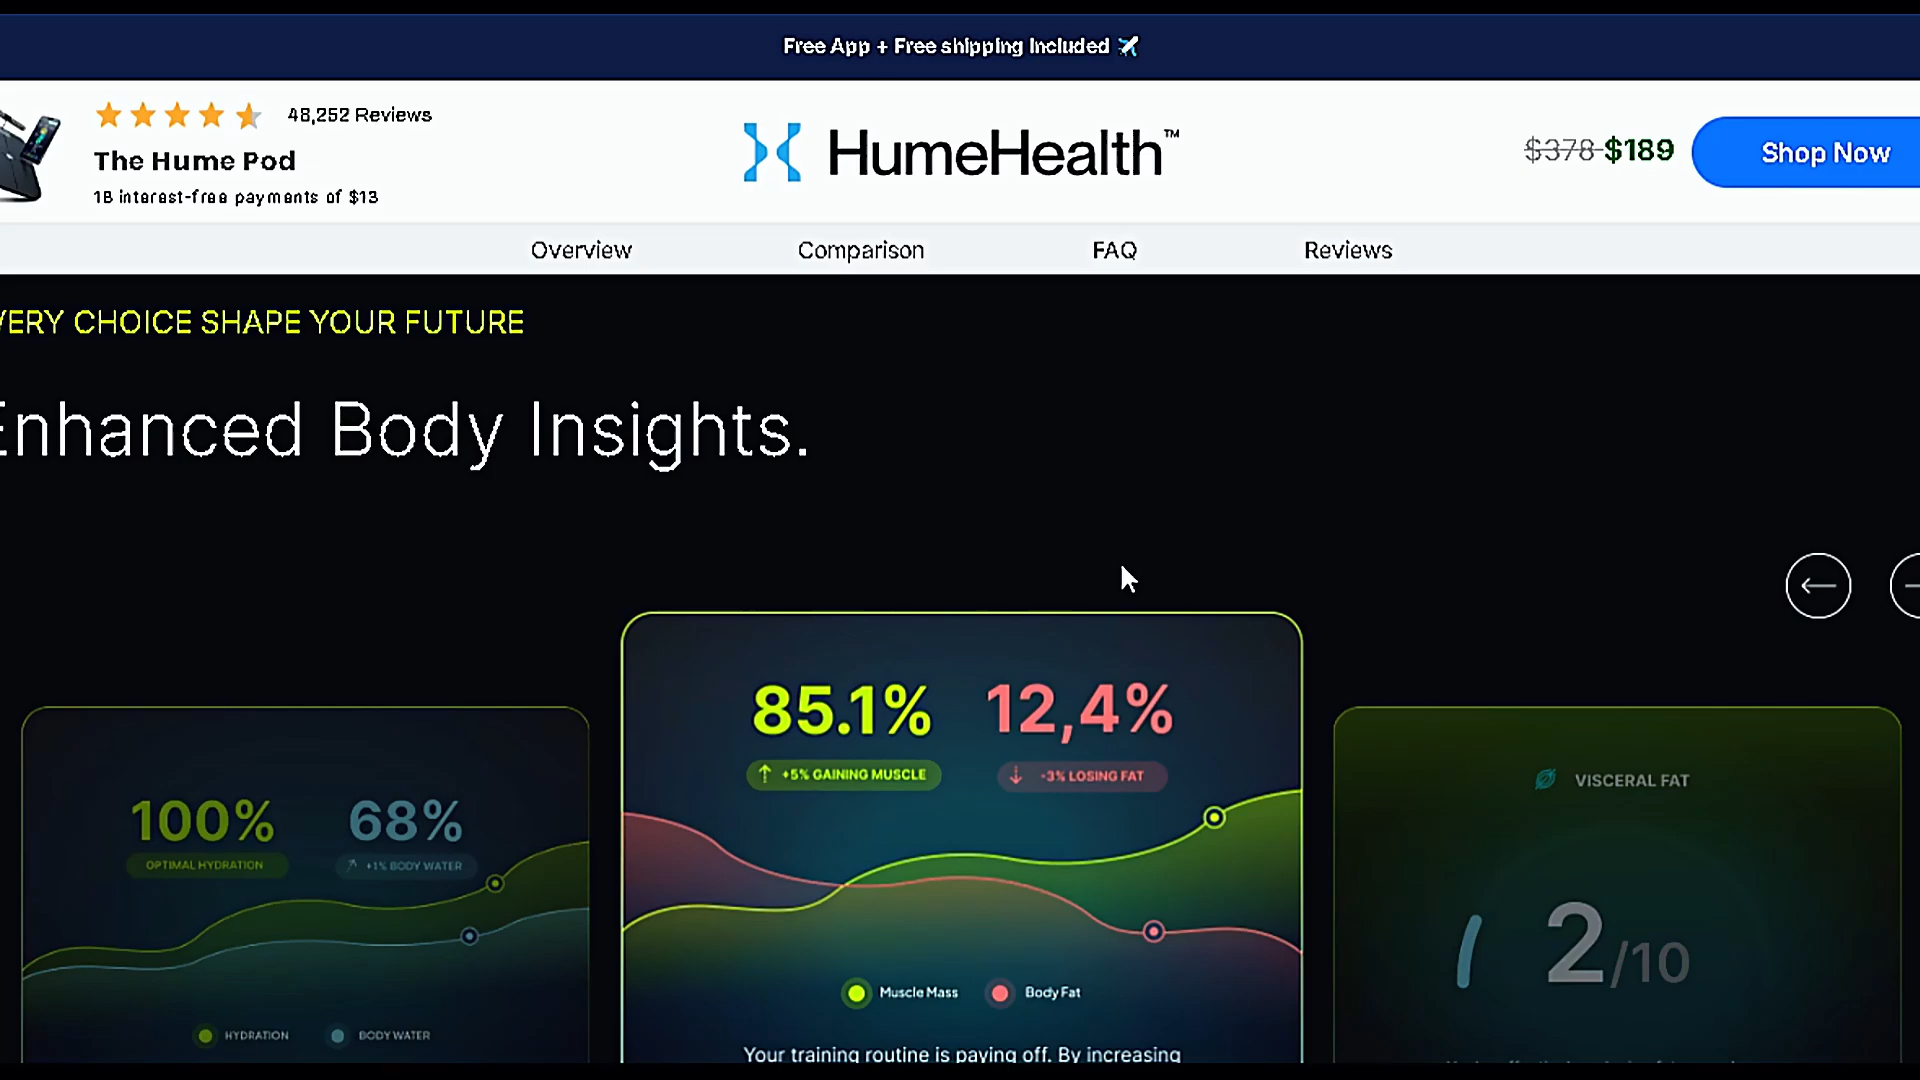 Free App + Free shipping Included
48,252 Reviews
The Hume Pod
18 interest-free payments of $13
HumeHealth™
$378 $189
Shop Now
Overview
Comparison
FAQ
Reviews
VERY CHOICE SHAPE YOUR FUTURE
Enhanced Body Insights.
100%
OPTIMAL HYDRATION
68%
+1% BODY WATER
HYDRATION
BODY WATER
85.1%
+5% GAINING MUSCLE
12,4%
-3% LOSING FAT
Muscle Mass
Body Fat
Your training routine is paying off. By increasing
VISCERAL FAT
2/10